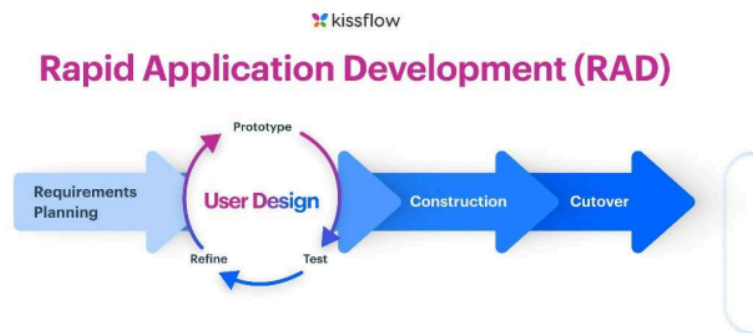 kissflow
Rapid Application Development (RAD)
Prototype
Requirements
Planning
User Design
Construction
Cutover
Refine
Test